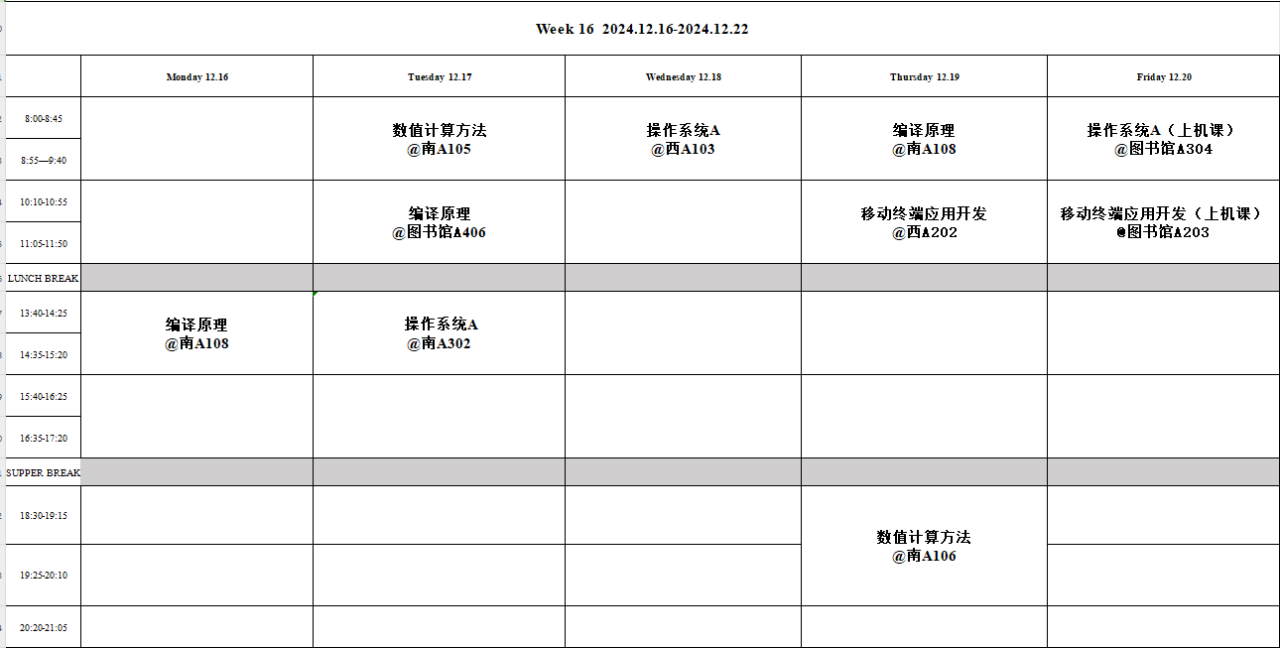 Week 16 2024.12.16-2024.12.22
Monday 12.16
Tuesday 12.17
Wednesday 12.18
Thursday 12.19
Friday 12.20
8:00-8:45
8:55—9:40
数值计算方法
@南A105
操作系统A
@西A103
编译原理
@南A108
操作系统A（上机课）
@图书馆A304
10:10-10:55
11:05-11:50
编译原理
@图书馆A406
移动终端应用开发
@西A202
移动终端应用开发（上机课）
@图书馆A203
LUNCH BREAK
13:40-14:25
14:35-15:20
编译原理
@南A108
操作系统A
@南A302
15:40-16:25
16:35-17:20
SUPPER BREAK
18:30-19:15
19:25-20:10
数值计算方法
@南A106
20:20-21:05